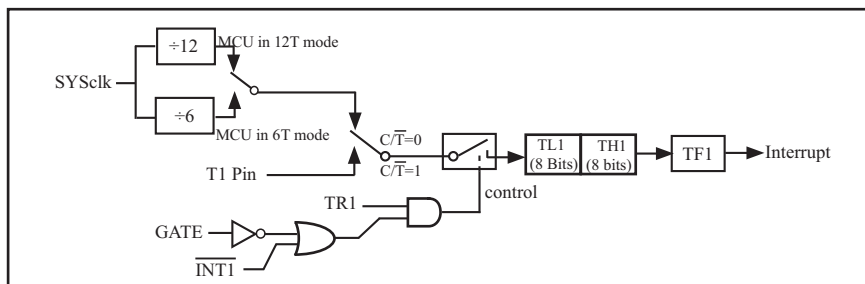 ÷12
MCU in 12T mode
SYSclk
÷6
MCU in 6T mode
C/T̅=0
C/T̅=1
T1 Pin
TL1
(8 Bits)
TH1
(8 bits)
TF1
Interrupt
control
TR1
GATE
I̅N̅T̅1̅